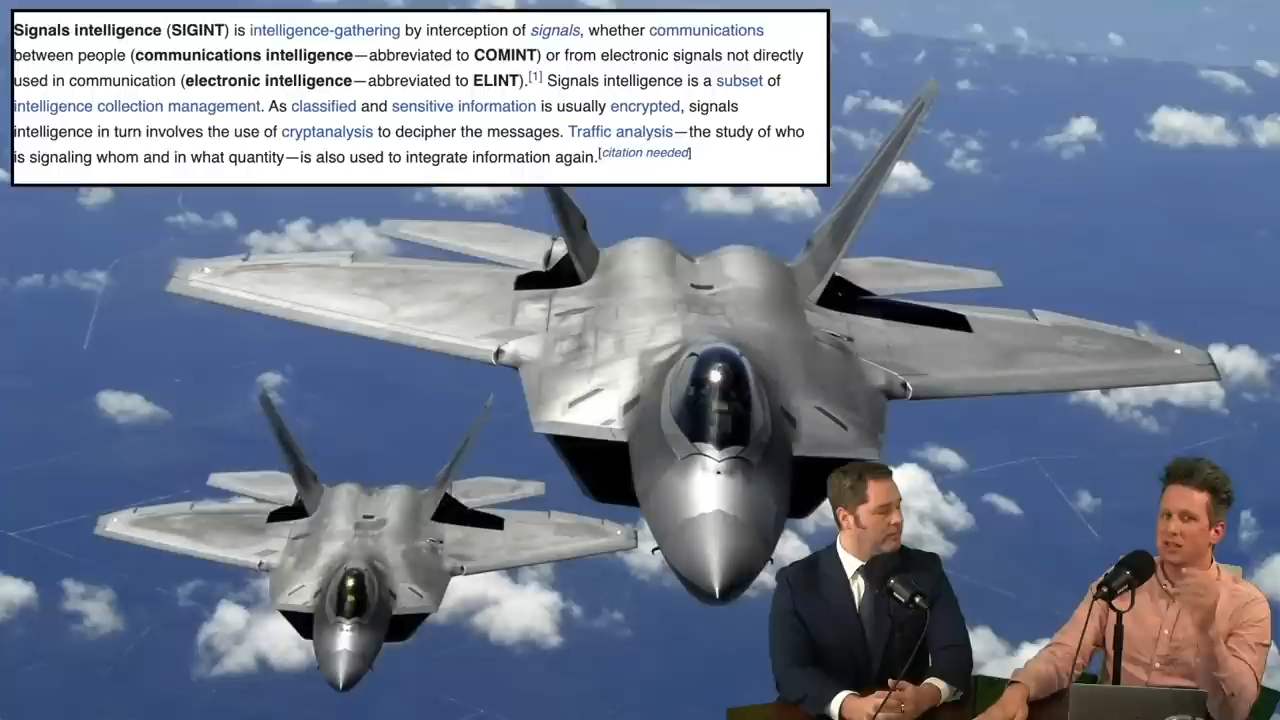 Signals intelligence (SIGINT) is intelligence-gathering by interception of signals, whether communications
between people (communications intelligence—abbreviated to COMINT) or from electronic signals not directly
used in communication (electronic intelligence—abbreviated to ELINT).[1] Signals intelligence is a subset of
intelligence collection management. As classified and sensitive information is usually encrypted, signals
intelligence in turn involves the use of cryptanalysis to decipher the messages. Traffic analysis—the study of who
is signaling whom and in what quantity—is also used to integrate information again.[citation needed]